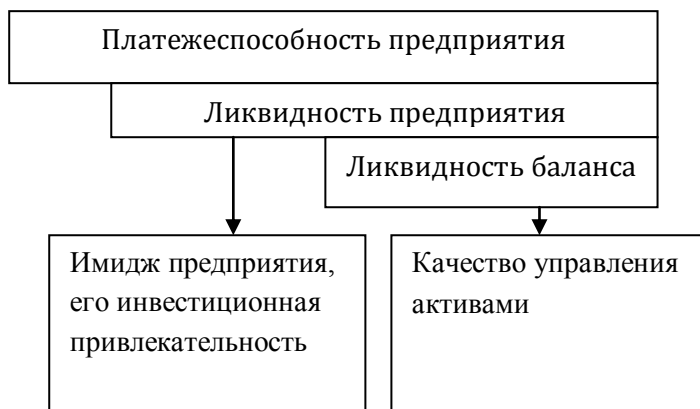 Платежеспособность предприятия
Ликвидность предприятия
Ликвидность баланса
Имидж предприятия,
его инвестиционная
привлекательность
Качество управления
активами